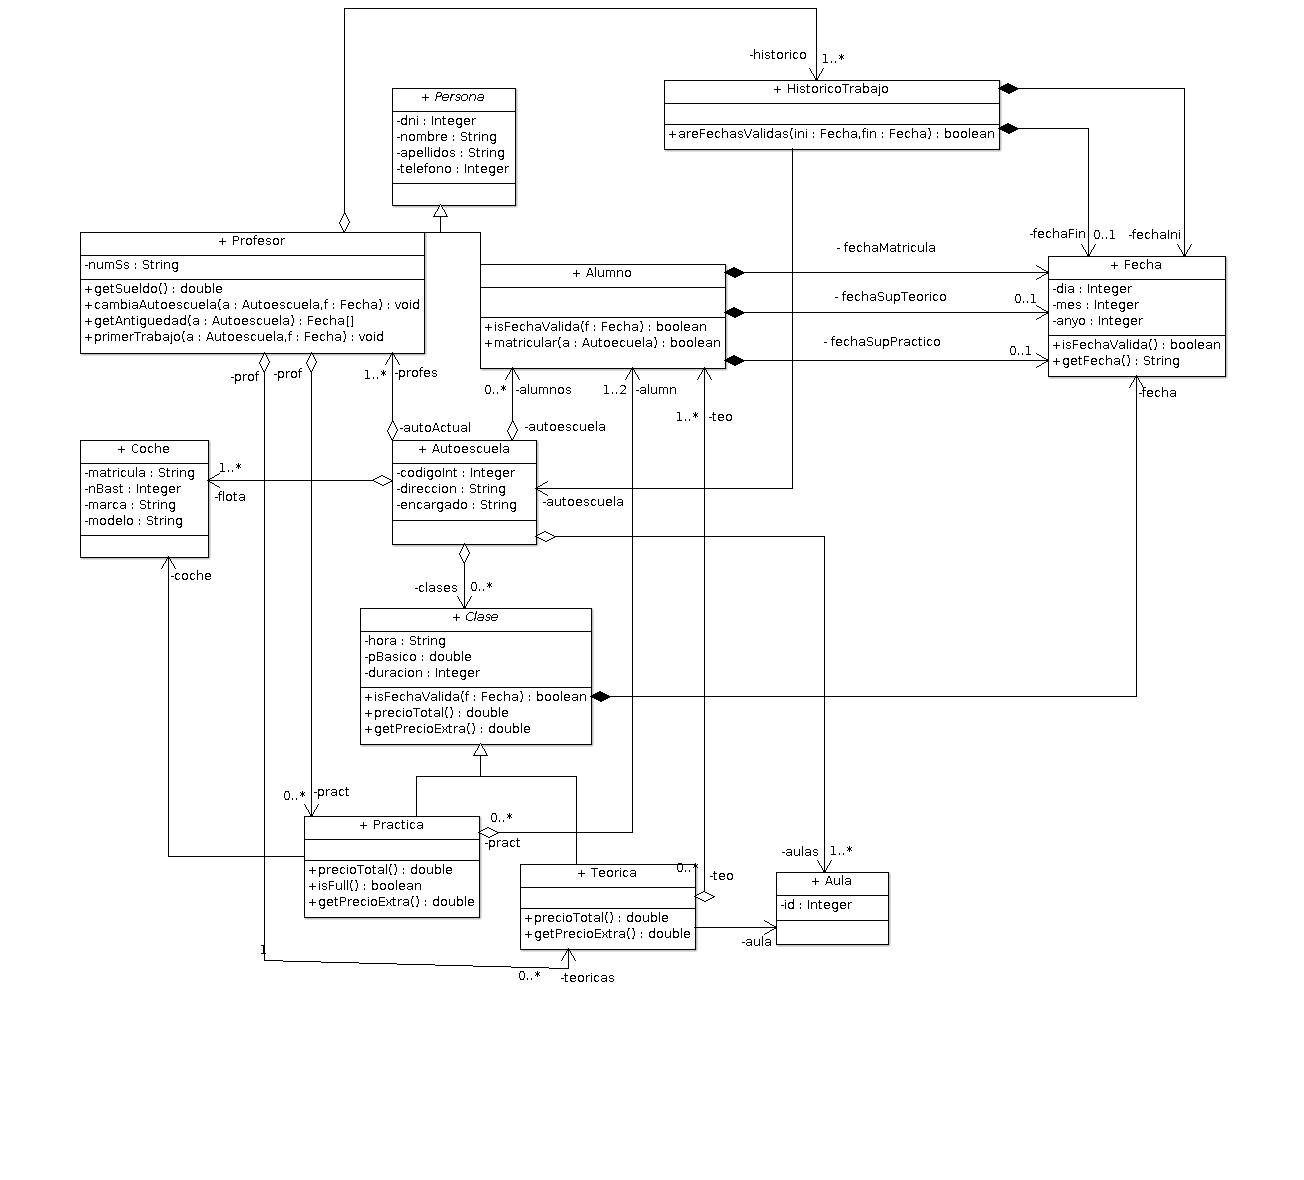 -historico
1..*
+ HistoricoTrabajo
+areFechasValidas(ini : Fecha,fin : Fecha) : boolean
+ Persona
-dni : Integer
-nombre : String
-apellidos : String
-telefono : Integer
+ Profesor
-numSs : String
+getSueldo() : double
+cambiaAutoescuela(a : Autoescuela,f : Fecha) : void
+getAntiguedad(a : Autoescuela) : Fecha[]
+primerTrabajo(a : Autoescuela,f : Fecha) : void
+ Alumno
+isFechaValida(f : Fecha) : boolean
+matricular(a : Autoecuela) : boolean
- fechaMatricula
- fechaSupTeorico
0..1
- fechaSupPractico
0..1
-fechaFin
0..1
-fechaIni
+ Fecha
-dia : Integer
-mes : Integer
-anyo : Integer
+isFechaValida() : boolean
+getFecha() : String
-fecha
-prof
-prof
1..*
-profes
0..*
-alumnos
1..2
-alumn
1..*
-teo
-autoActual
-autoescuela
+ Coche
-matricula : String
-nBast : Integer
-marca : String
-modelo : String
1..*
-flota
-coche
+ Autoescuela
-codigoInt : Integer
-direccion : String
-encargado : String
-autoescuela
-clases
0..*
+ Clase
-hora : String
-pBasico : double
-duracion : Integer
+isFechaValida(f : Fecha) : boolean
+precioTotal() : double
+getPrecioExtra() : double
0..*
-pract
+ Practica
+precioTotal() : double
+isFull() : boolean
+getPrecioExtra() : double
0..*
-pract
+ Teorica
+precioTotal() : double
+getPrecioExtra() : double
0..*
-teo
-aulas
1..*
+ Aula
-id : Integer
-aula
1
0..*
-teoricas